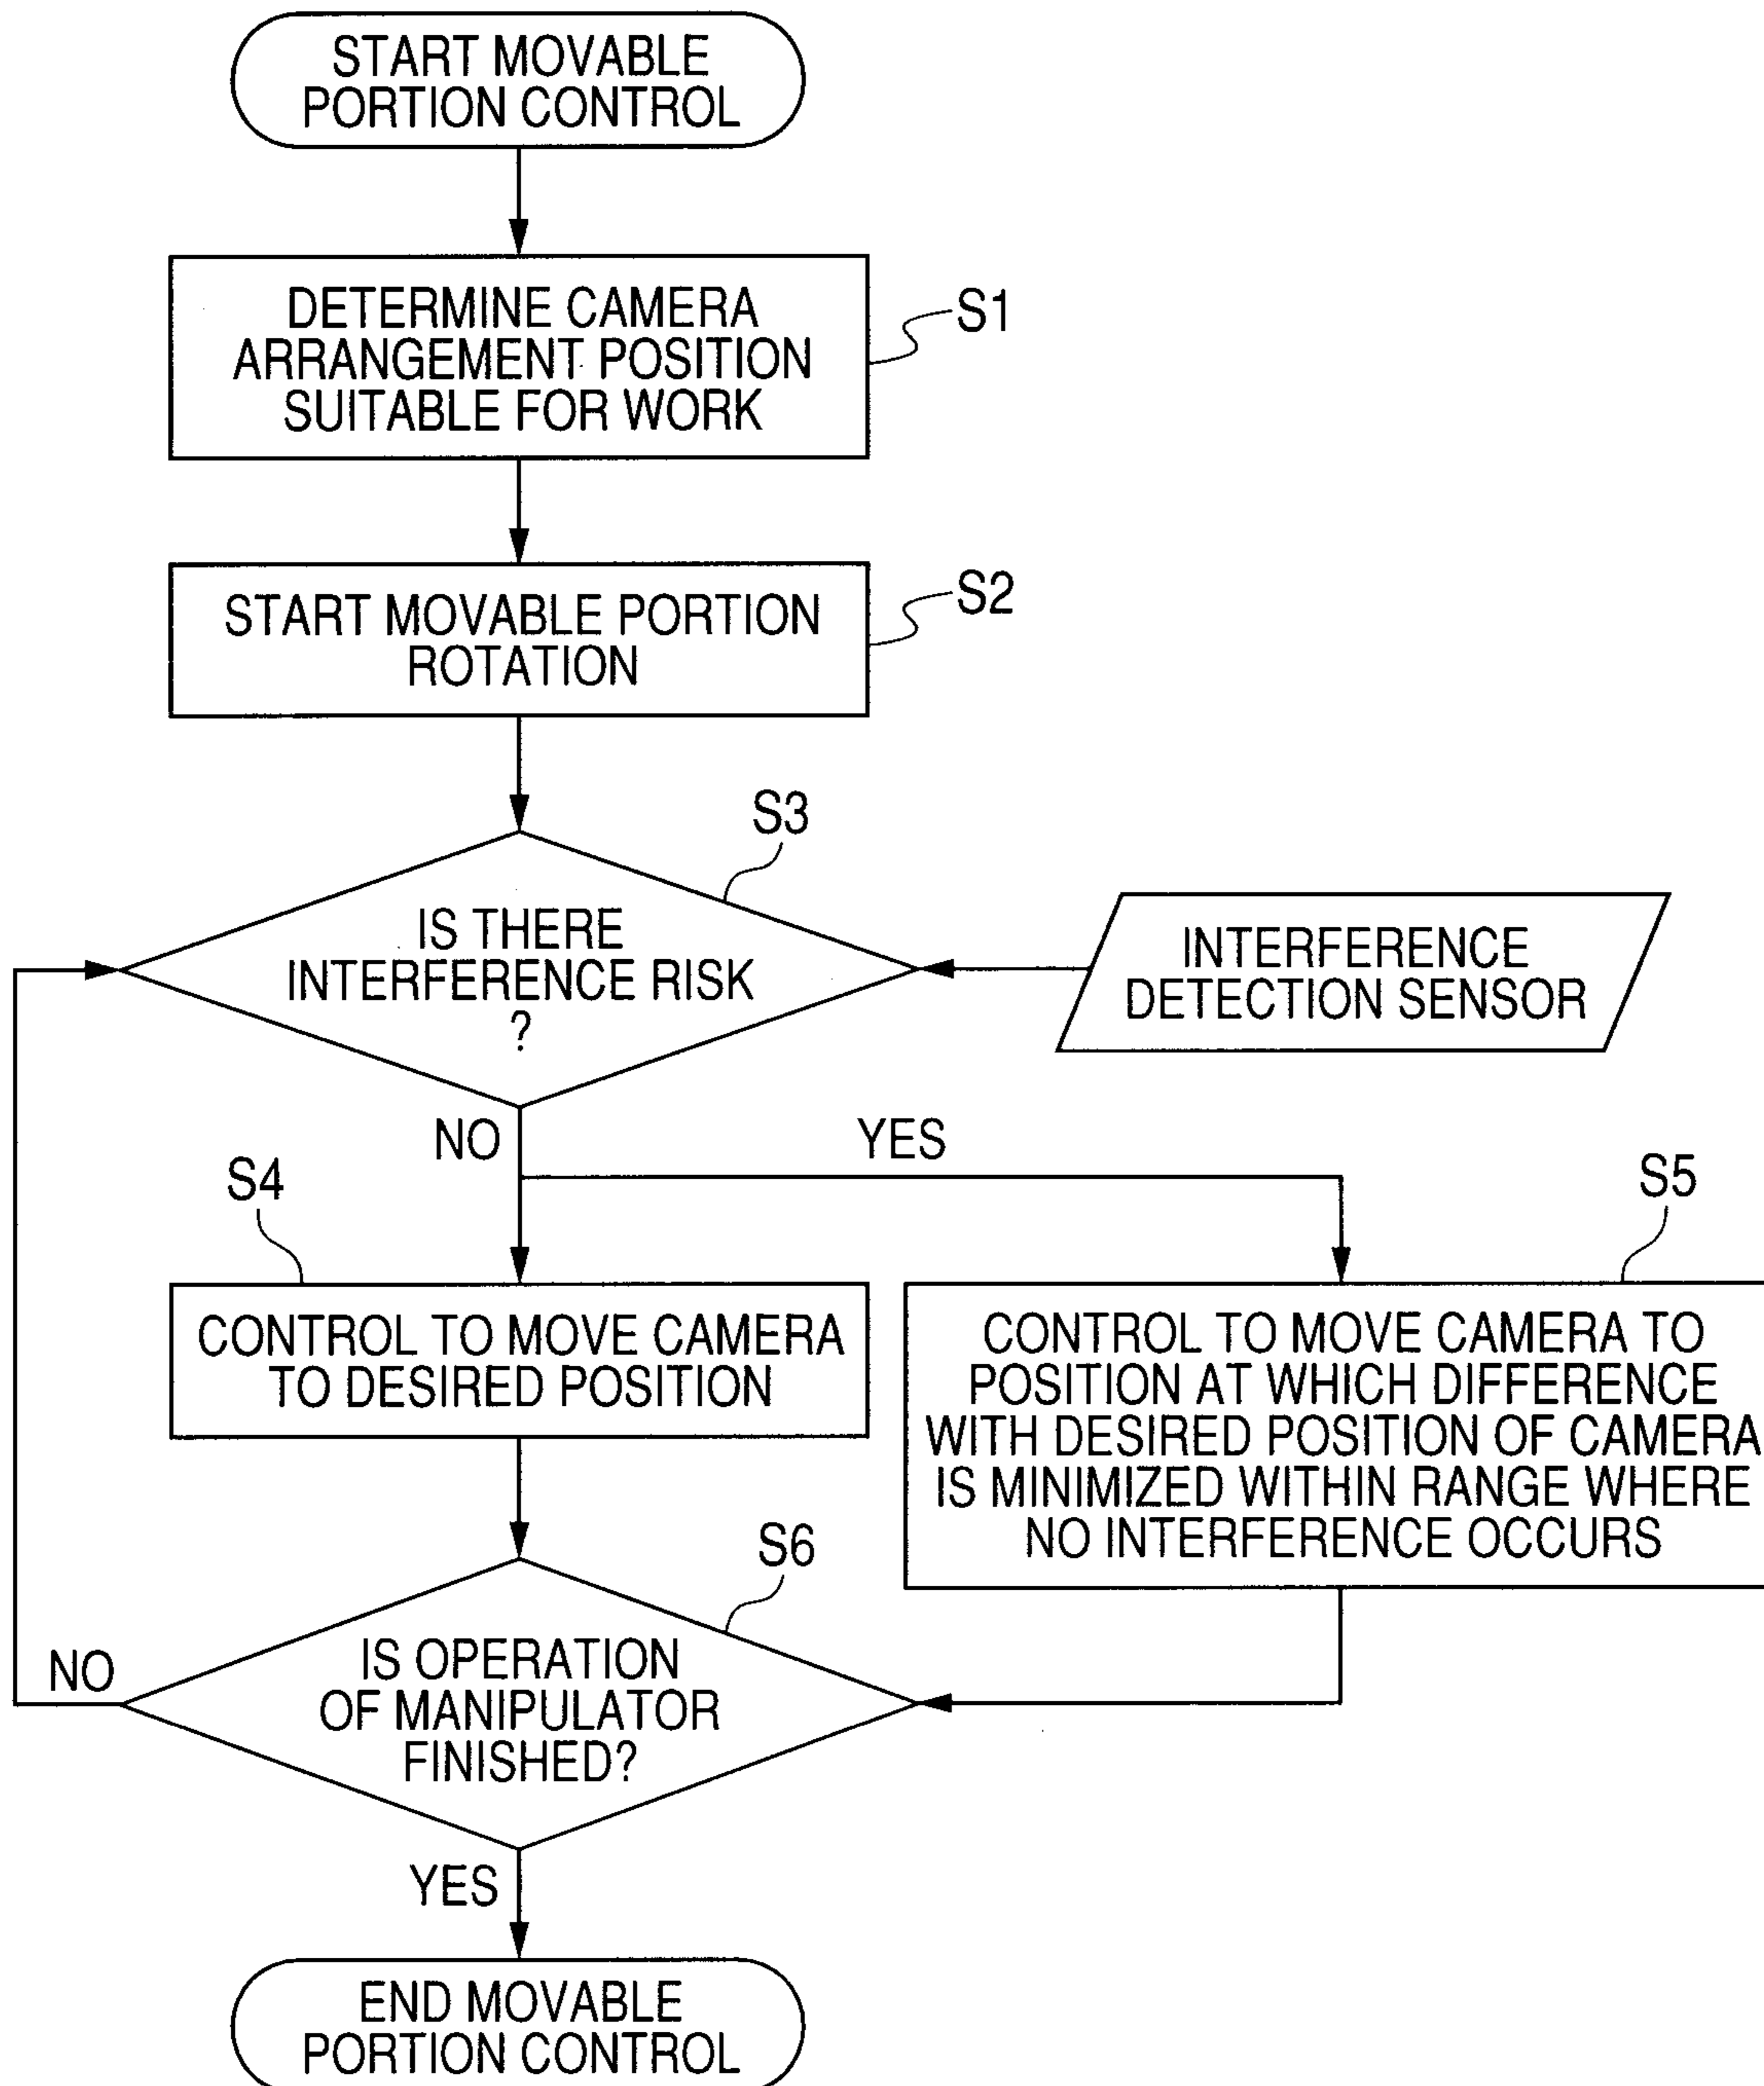 START MOVABLE
PORTION CONTROL
DETERMINE CAMERA
ARRANGEMENT POSITION
SUITABLE FOR WORK
S1
START MOVABLE PORTION
ROTATION
S2
S3
IS THERE
INTERFERENCE RISK
?
INTERFERENCE
DETECTION SENSOR
NO
YES
S4
S5
CONTROL TO MOVE CAMERA
TO DESIRED POSITION
CONTROL TO MOVE CAMERA TO
POSITION AT WHICH DIFFERENCE
WITH DESIRED POSITION OF CAMERA
IS MINIMIZED WITHIN RANGE WHERE
NO INTERFERENCE OCCURS
S6
IS OPERATION
OF MANIPULATOR
FINISHED?
NO
YES
END MOVABLE
PORTION CONTROL